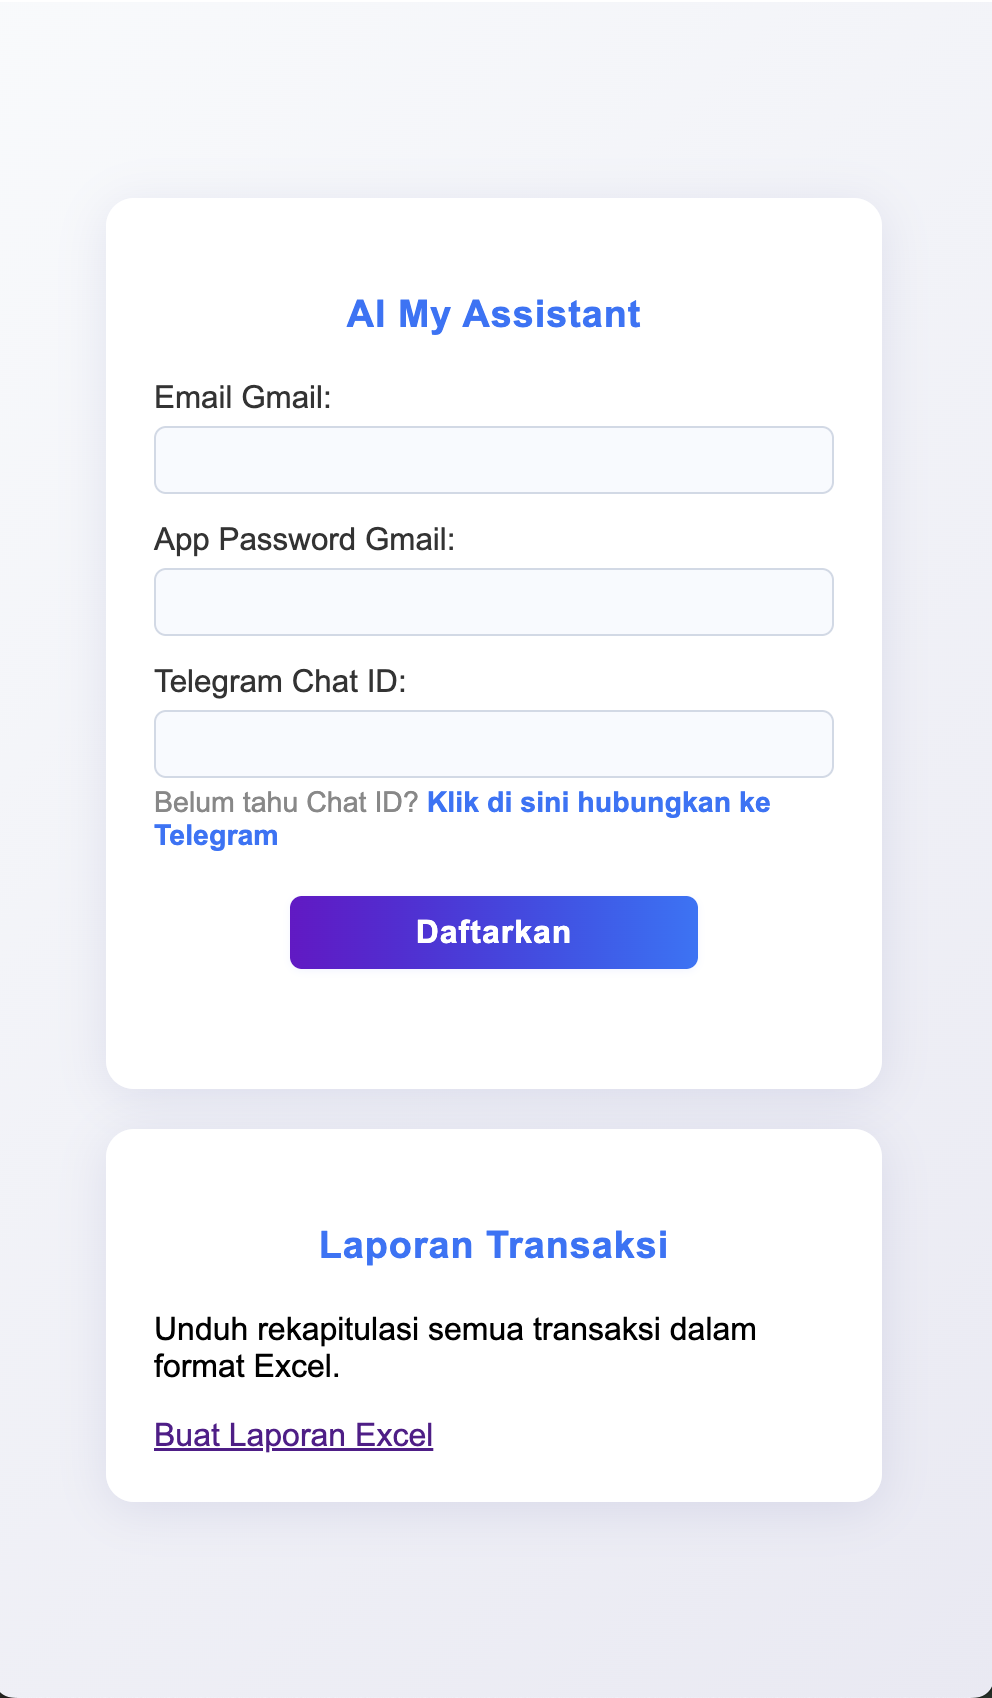 AI My Assistant
Email Gmail:
App Password Gmail:
Telegram Chat ID:
Belum tahu Chat ID? Klik di sini hubungkan ke
Telegram
Daftarkan
Laporan Transaksi
Unduh rekapitulasi semua transaksi dalam
format Excel.
Buat Laporan Excel